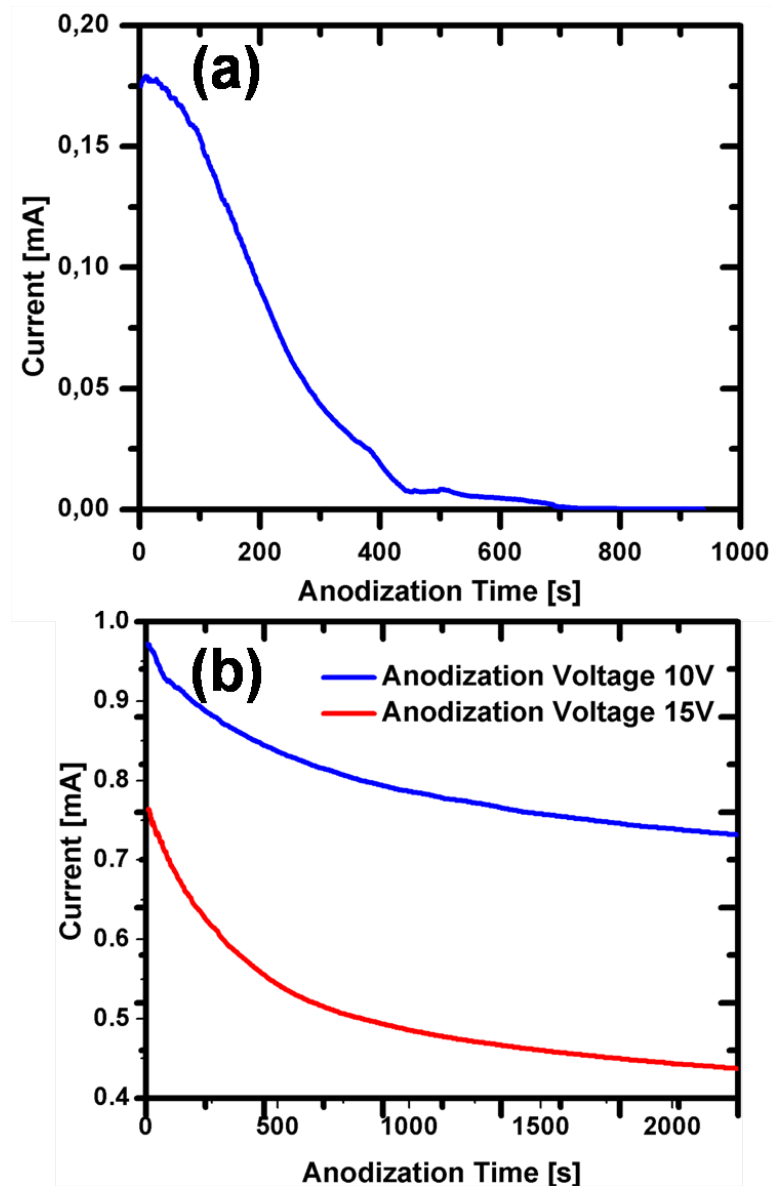 (a)
Current [mA]
0,20
0,15
0,10
0,05
0,00
0 200 400 600 800 1000
Anodization Time [s]
(b)
Anodization Voltage 10V
Anodization Voltage 15V
Current [mA]
1.0
0.9
0.8
0.7
0.6
0.5
0.4
0 500 1000 1500 2000
Anodization Time [s]